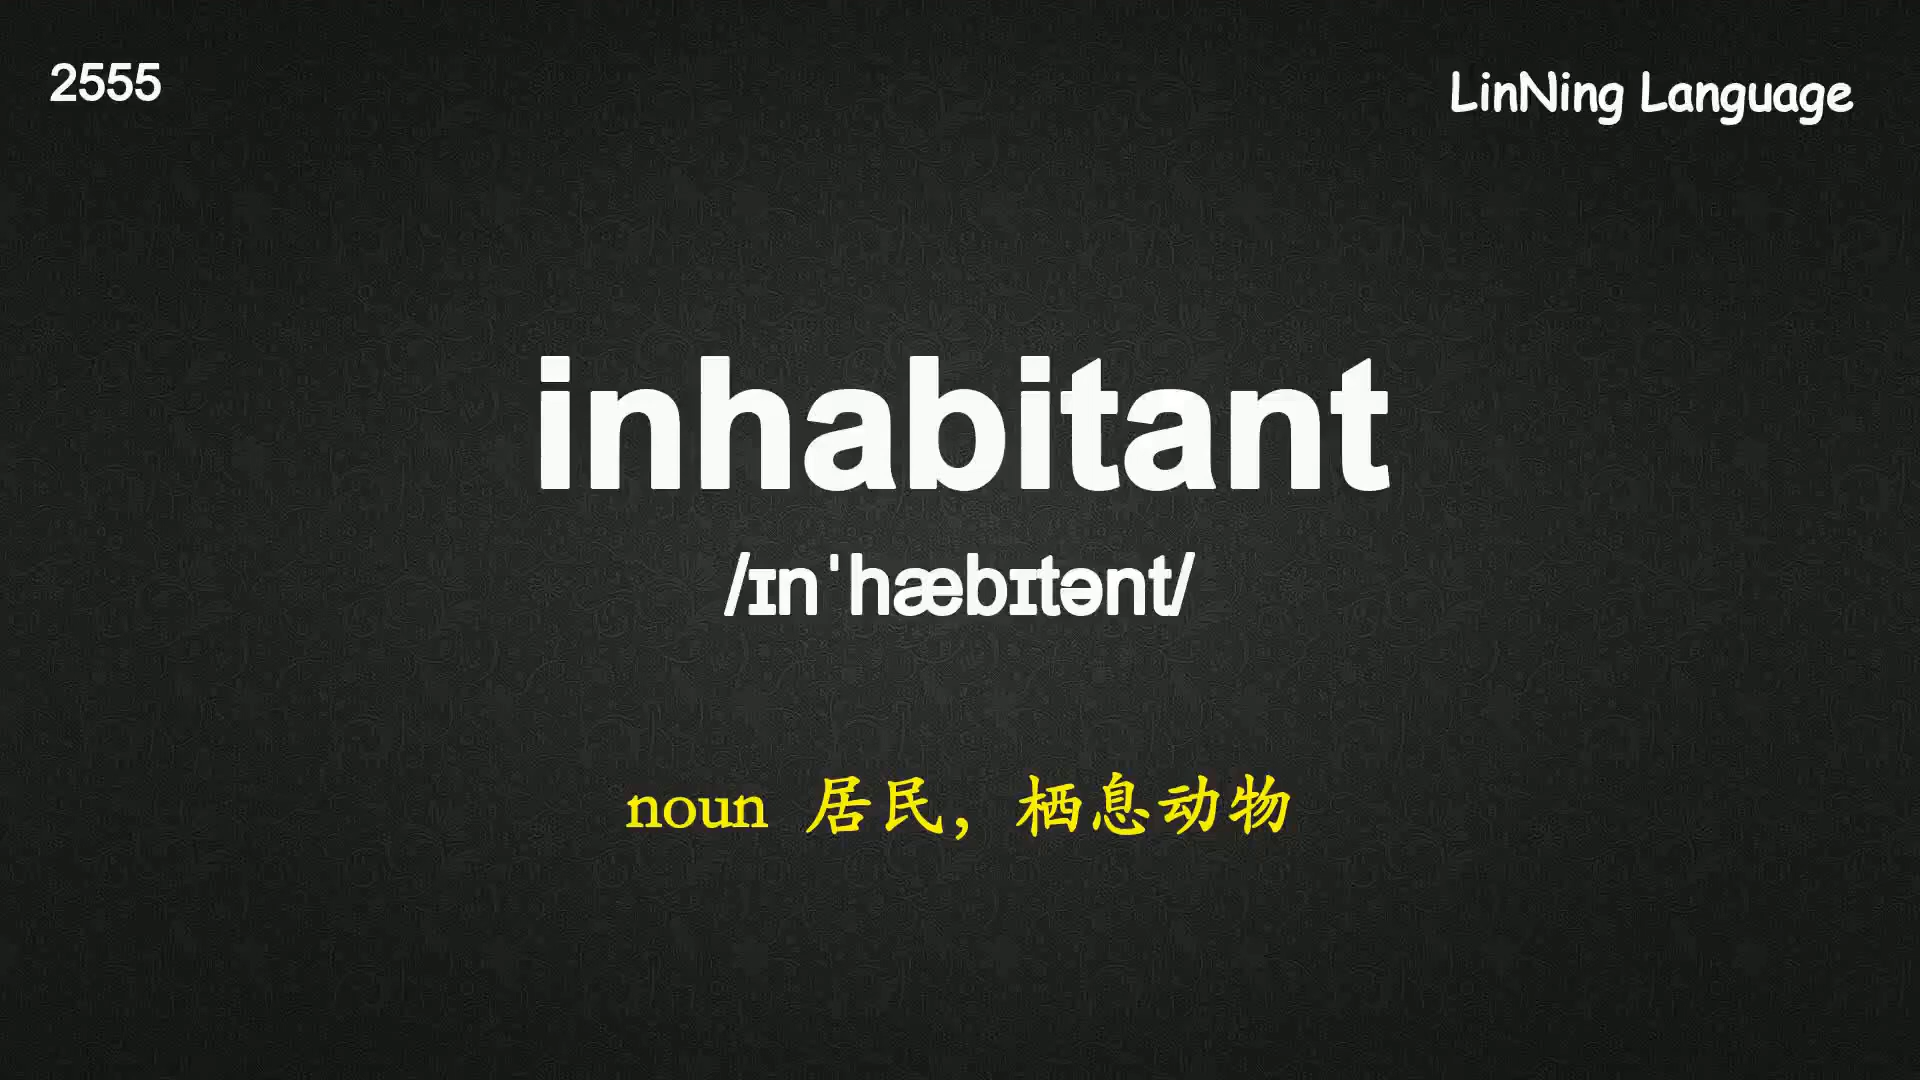 2555
LinNing Language
inhabitant
/ɪnˈhæbɪtənt/
noun 居民，栖息动物